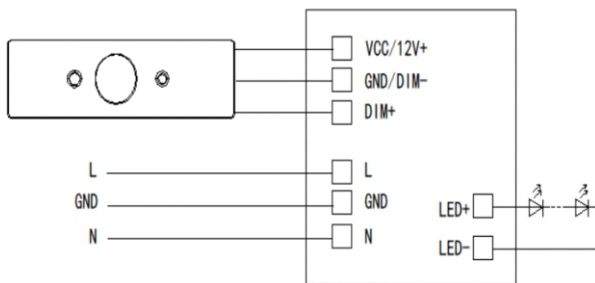 VCC/12V+
GND/DIM-
DIM+
L
L
GND
GND
N
N
LED+
LED-